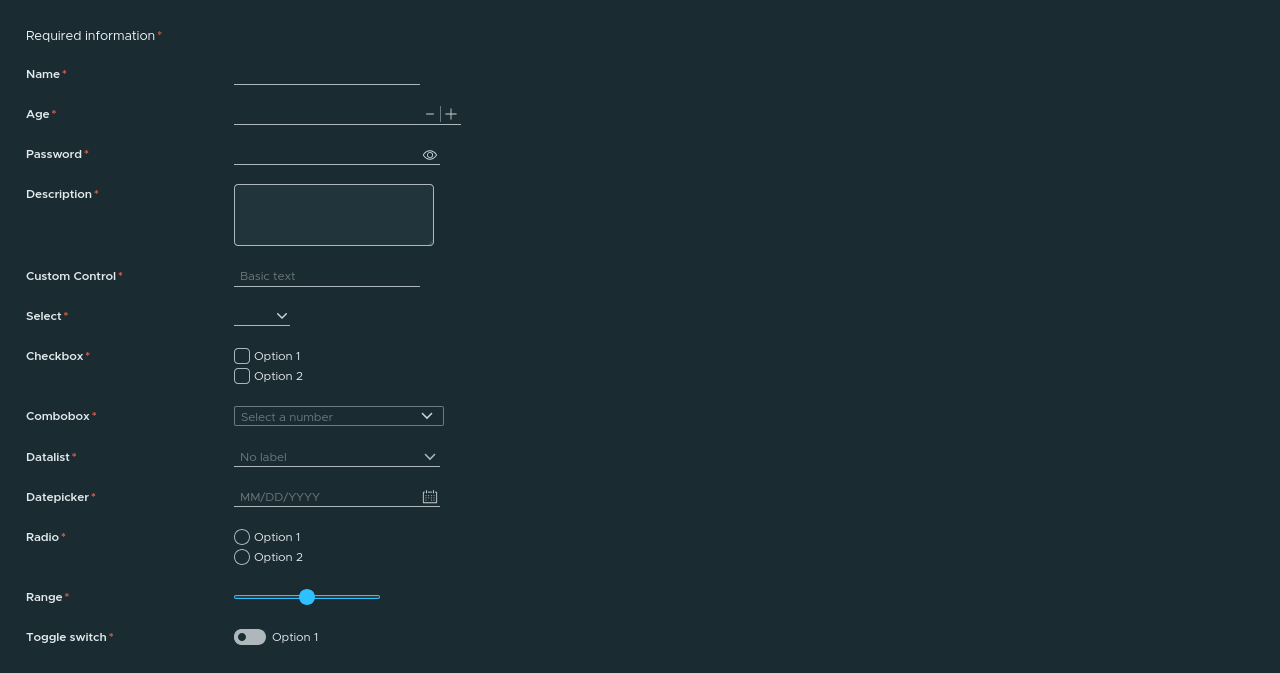 Required information*
Name*
Age*
Password*
Description*
Custom Control* Basic text
Select*
Checkbox* Option 1
Option 2
Combobox* Select a number
Datalist* No label
Datepicker* MM/DD/YYYY
Radio* Option 1
Option 2
Range*
Toggle switch* Option 1